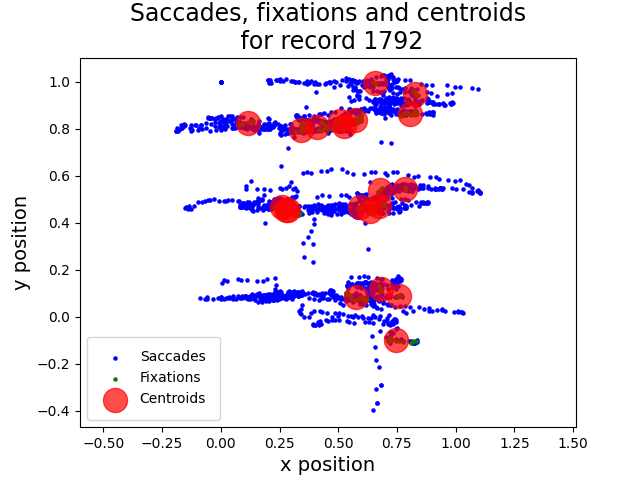 Saccades, fixations and centroids
for record 1792
y position
1.0
0.8
0.6
0.4
0.2
0.0
−0.2
−0.4
Saccades
Fixations
Centroids
−0.50
−0.25
0.00
0.25
0.50
0.75
1.00
1.25
1.50
x position